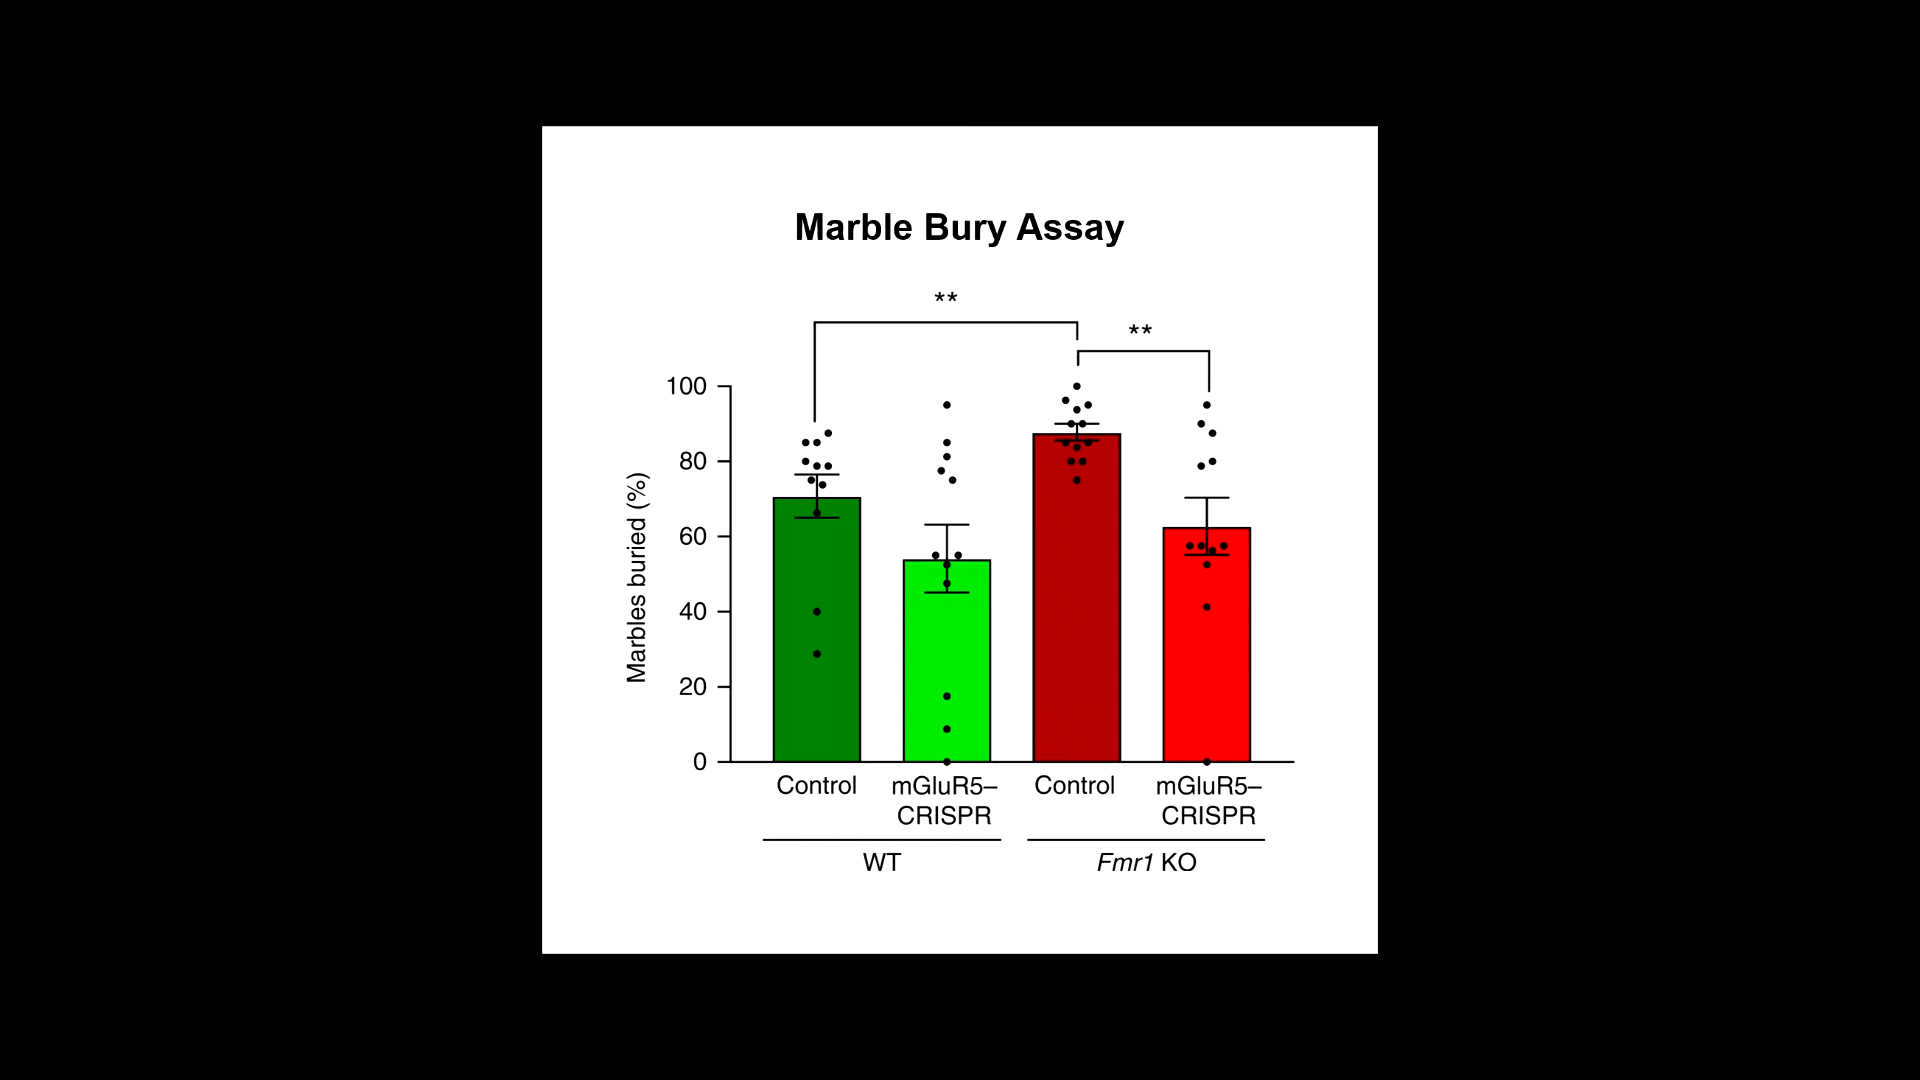 Marble Bury Assay
**
**
Marbles buried (%)
100
80
60
40
20
0
Control
mGluR5–
CRISPR
Control
mGluR5–
CRISPR
WT
Fmr1 KO